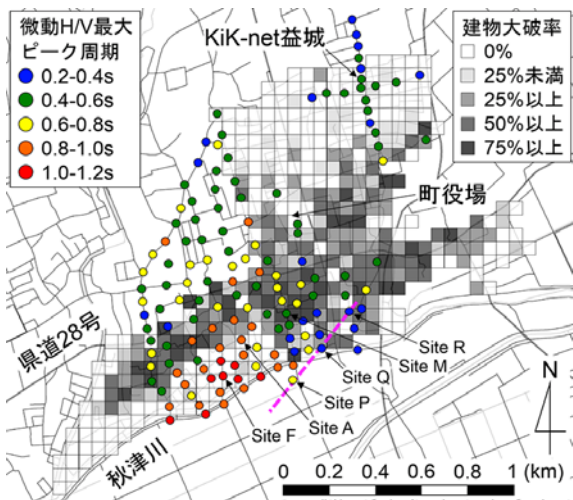 微動H/V最大
ピーク周期
0.2-0.4s
0.4-0.6s
0.6-0.8s
0.8-1.0s
1.0-1.2s
KiK-net益城
建物大破率
0%
25%未満
25%以上
50%以上
75%以上
町役場
県道28号
秋津川
Site R
Site M
Site Q
Site P
Site A
Site F
N
0 0.2 0.4 0.6 0.8 1 (km)